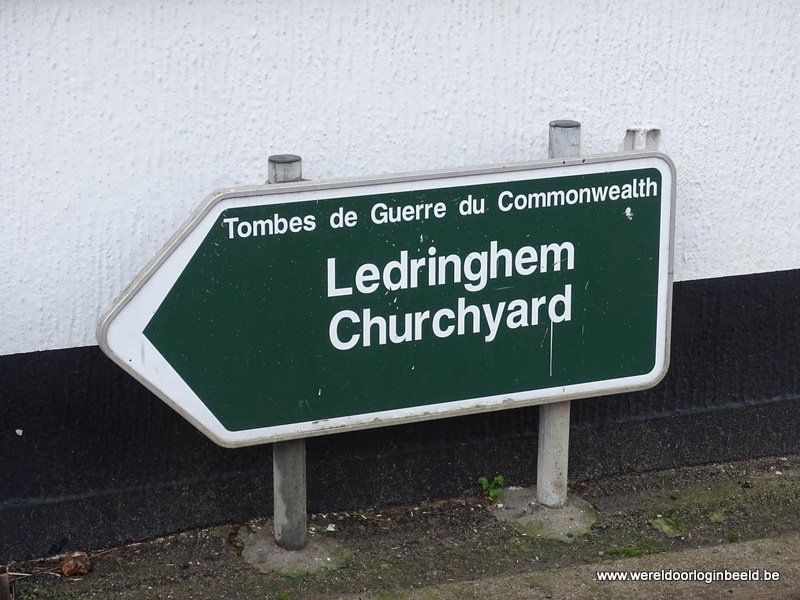 Tombes de Guerre du Commonwealth
Ledringhem
Churchyard
www.wereldoorloginbeeld.be